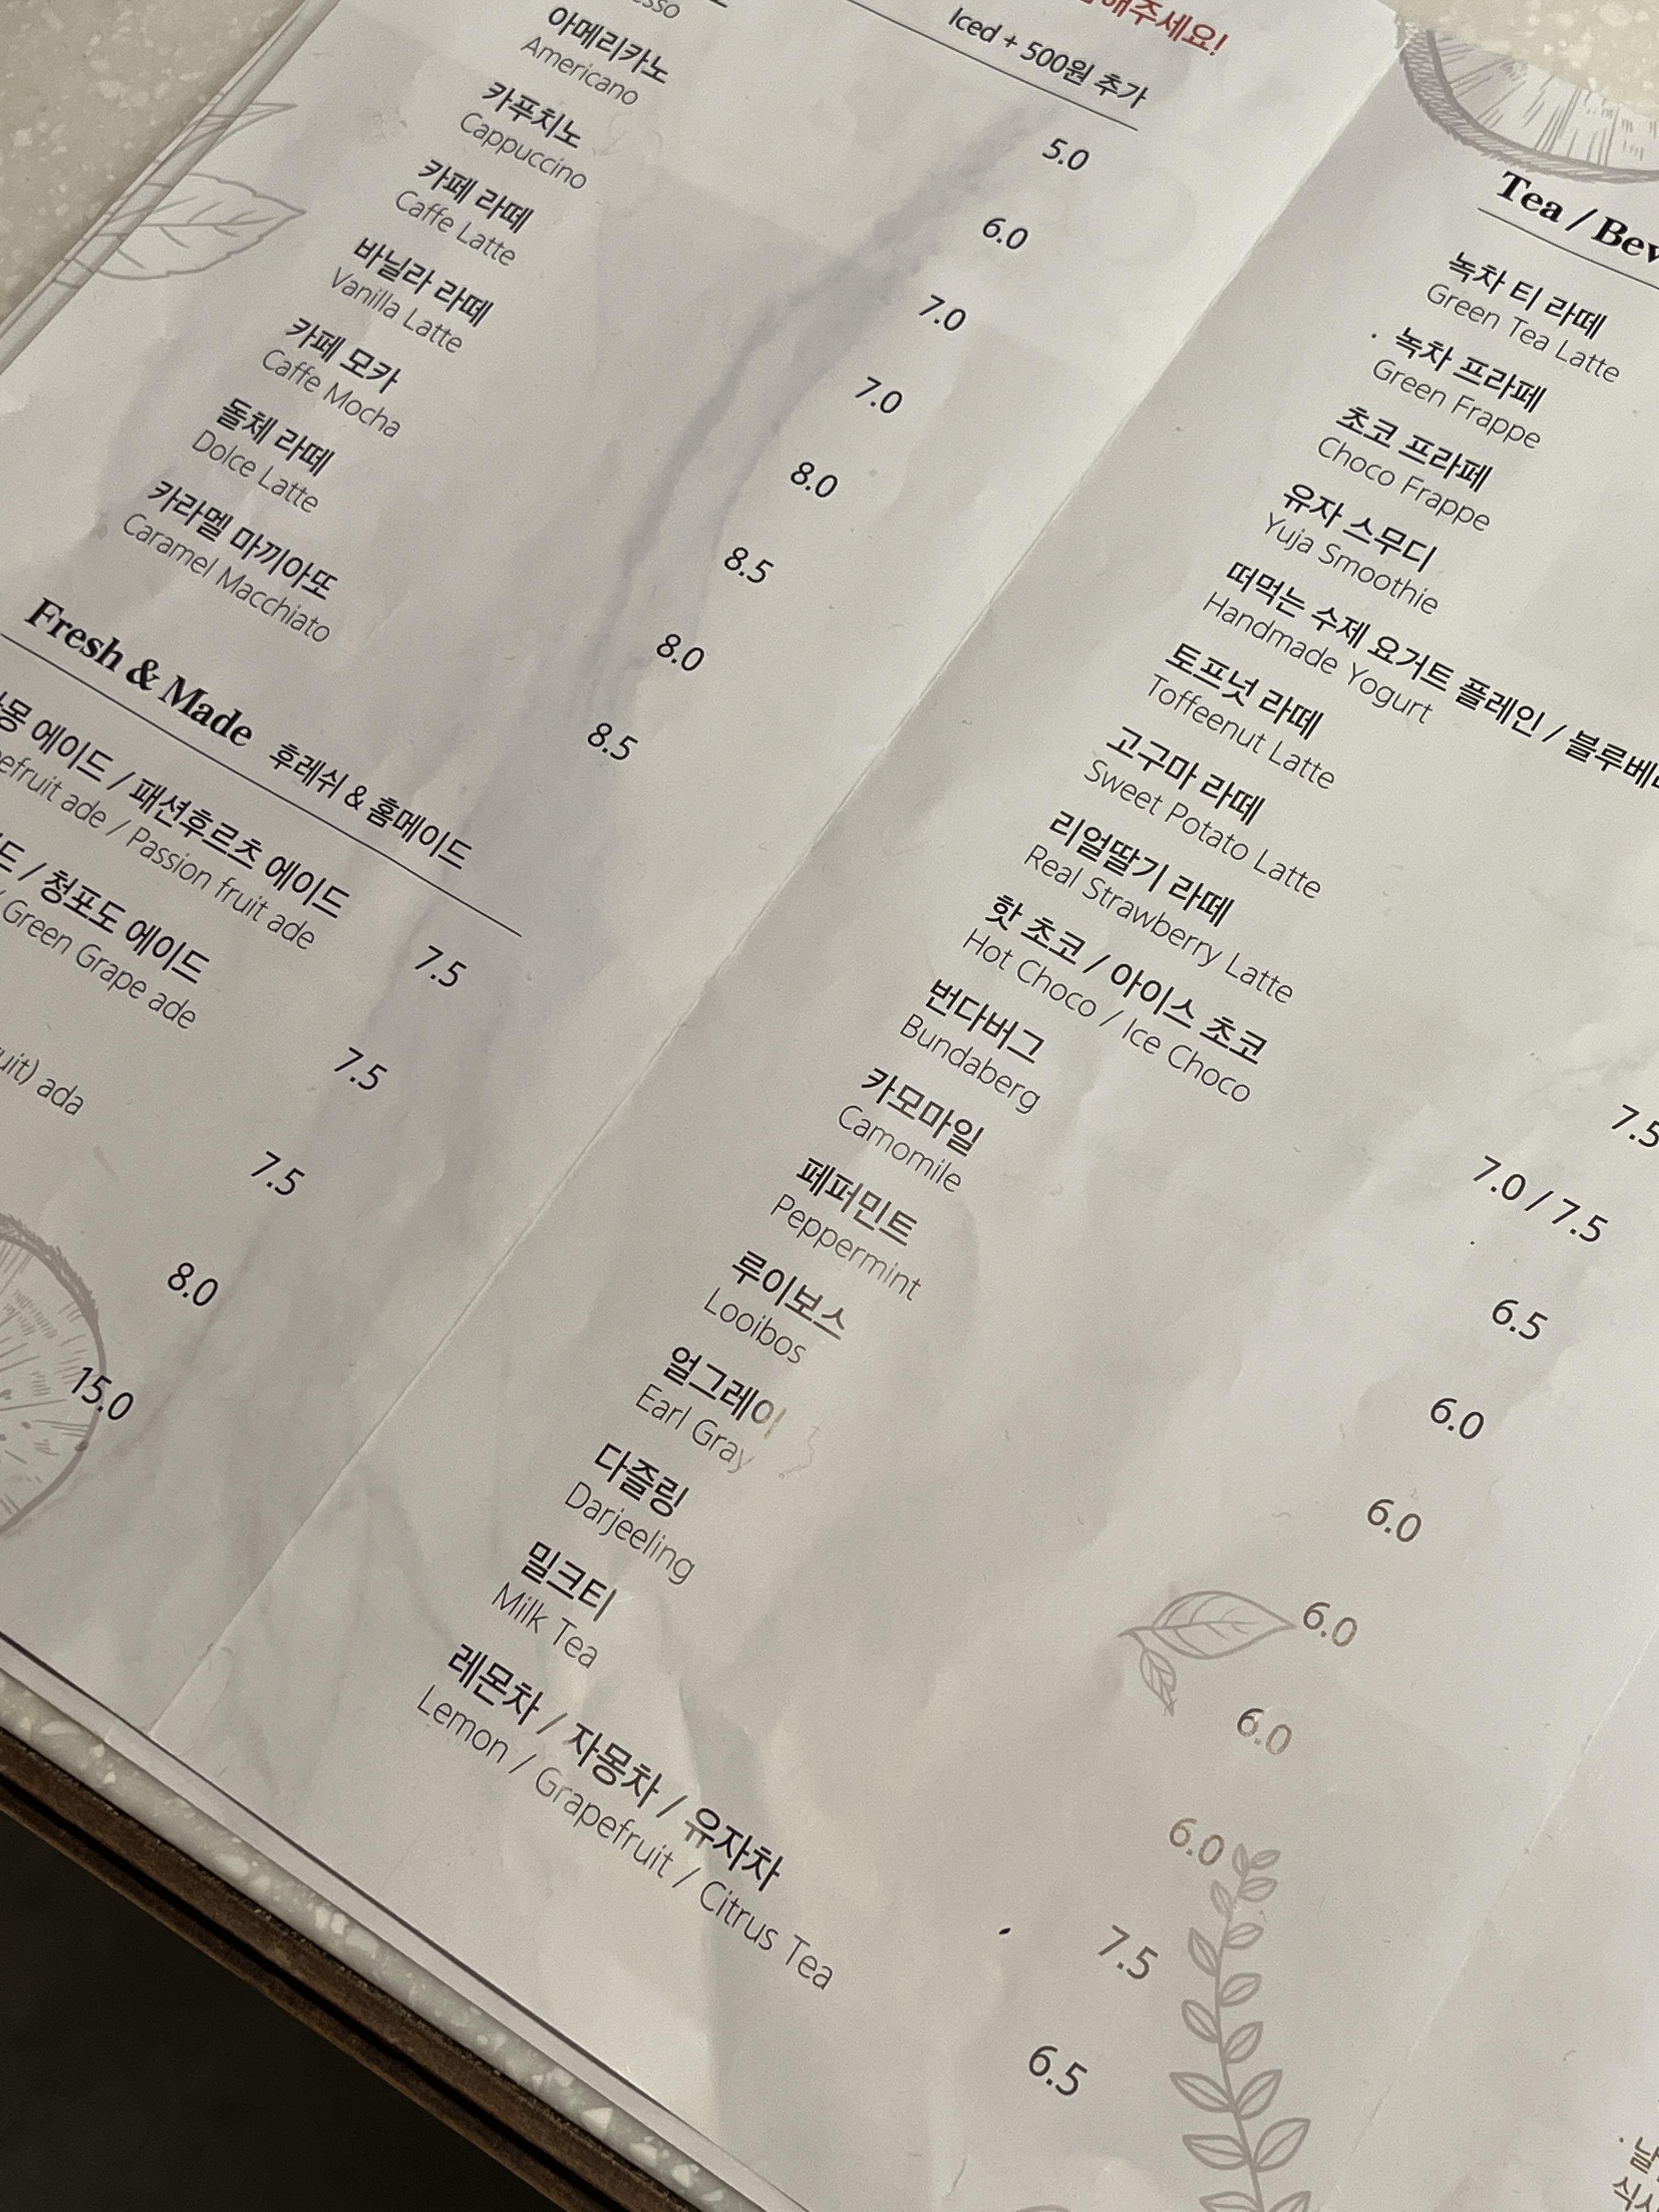 해주세요!
Iced + 500원 추가
아메리카노
Americano
5.0
카푸치노
Cappuccino
6.0
카페 라떼
Caffe Latte
7.0
바닐라 라떼
Vanilla Latte
7.0
카페 모카
Caffe Mocha
8.0
돌체 라떼
Dolce Latte
8.5
카라멜 마끼아또
Caramel Macchiato
8.0
8.5
Fresh & Made 후레쉬 & 홈메이드
에이드 / 패션후르츠 에이드
ade / Passion fruit ade
7.5
/ 청포도 에이드
/ Green Grape ade
7.5
ada
7.5
8.0
15.0
Tea /
녹차 티 라떼
Green Tea Latte
· 녹차 프라페
Green Frappe
초코 프라페
Choco Frappe
유자 스무디
Yuja Smoothie
떠먹는 수제 요거트 플레인 /
Handmade Yogurt
토프넛 라떼
Toffeenut Latte
고구마 라떼
Sweet Potato Latte
리얼딸기 라떼
Real Strawberry Latte
7.5
핫 초코 / 아이스 초코
Hot Choco / Ice Choco
7.0 / 7.5
번다버그
Bundaberg
6.5
카모마일
Camomile
6.0
페퍼민트
Peppermint
6.0
루이보스
Looibos
6.0
얼그레이
Earl Gray
6.0
다즐링
Darjeeling
6.0
밀크티
Milk Tea
7.5
레몬차 / 자몽차 / 유자차
Lemon / Grapefruit / Citrus Tea
6.5